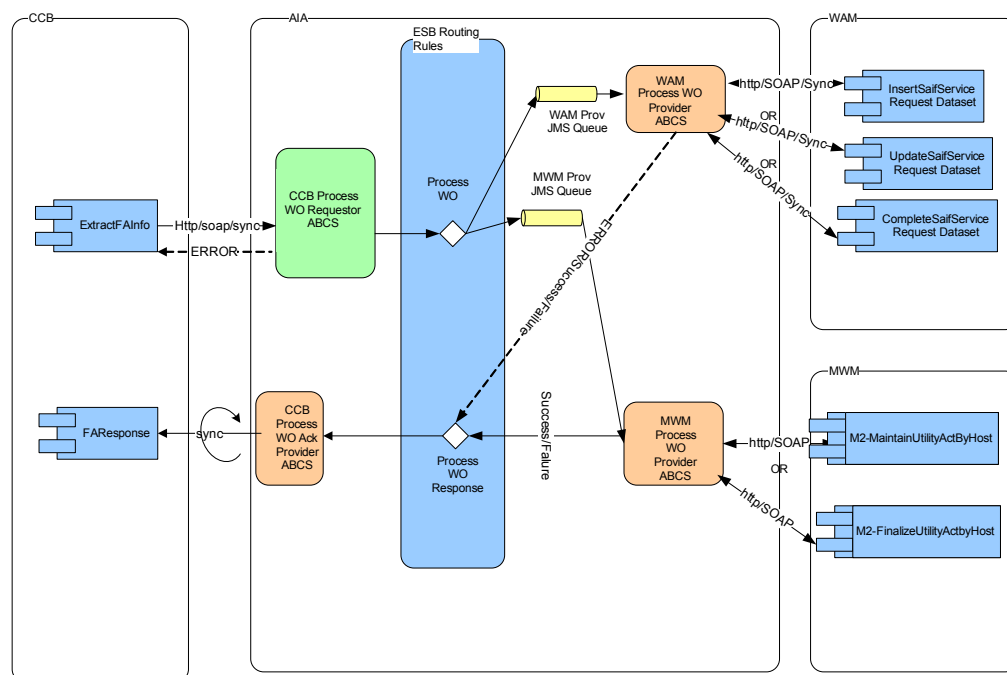 CCB
AIA
WAM
ESB Routing
Rules
WAM
Process WO
Provider
ABCS
http/SOAP/Sync
InsertSaifService
Request Dataset
WAM Prov
JMS Queue
OR
http/SOAP/Sync
UpdateSaifService
Request Dataset
OR
http/SOAP/Sync
CompleteSaifService
Request Dataset
MWM Prov
JMS Queue
Process
WO
CCB Process
WO Requestor
ABCS
ExtractFAInfo
Http/soap/sync
ERROR
ERROR/Success/Failure
MWM
FAResponse
sync
CCB
Process
WO Ack
Provider
ABCS
Process
WO
Response
Success/Failure
MWM
Process
WO
Provider
ABCS
http/SOAP
OR
M2-MaintainUtilityActByHost
http/SOAP
M2-FinalizeUtilityActbyHost